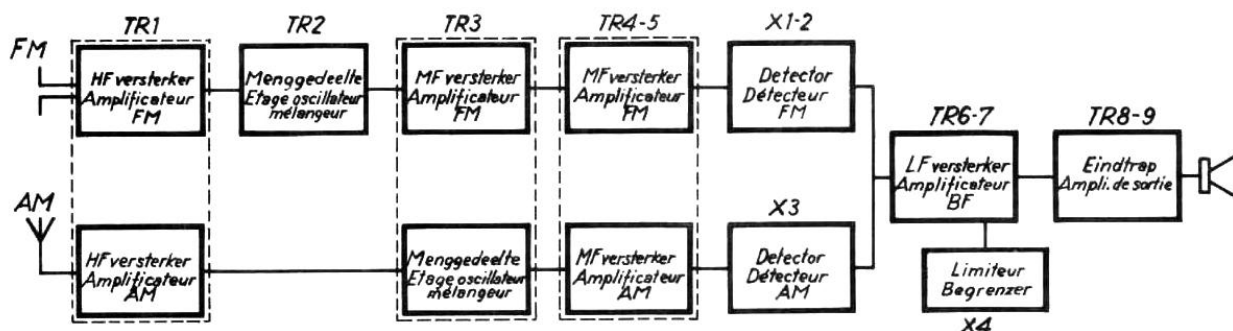 TR1
TR2
TR3
TR4-5
X1-2
FM
HF versterker
Amplificateur
FM
Menggedeelte
Etage oscillateur
mélangeur
MF versterker
Amplificateur
FM
MF versterker
Amplificateur
FM
Detector
Détecteur
FM
TR6-7
TR8-9
LF versterker
Amplificateur
BF
Eindtrap
Ampli. de sortie
AM
X3
HF versterker
Amplificateur
AM
Menggedeelte
Etage oscillateur
mélangeur
MF versterker
Amplificateur
AM
Detector
Détecteur
AM
Limiteur
Begrenzer
X4